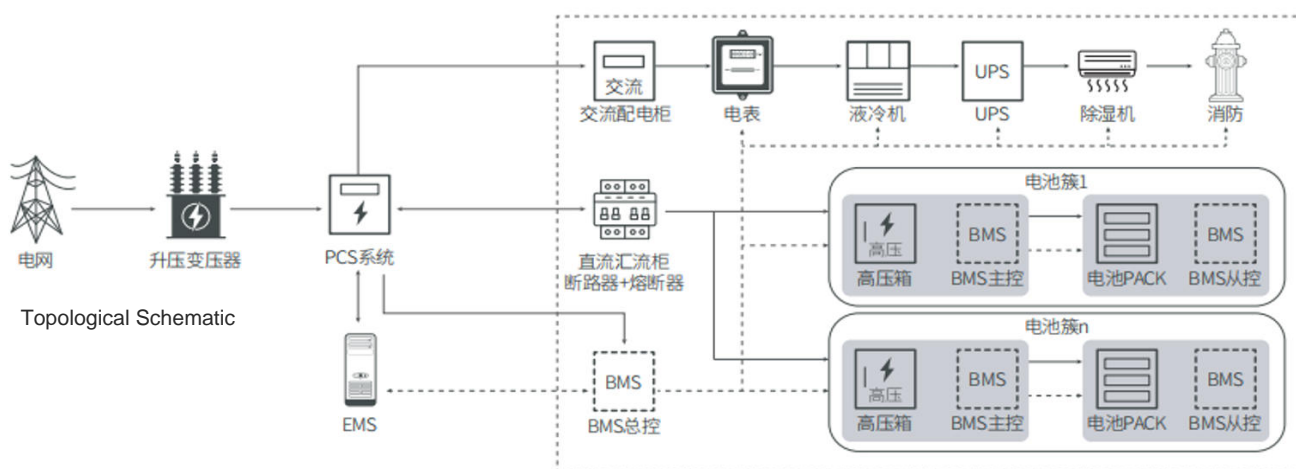 交流
UPS
交流配电柜
电表
液冷机
UPS
除湿机
消防
电网
升压变压器
PCS系统
直流汇流柜
断路器+熔断器
电池簇1
高压
BMS
BMS
高压箱
BMS主控
电池PACK
BMS从控
Topological Schematic
EMS
BMS
BMS总控
电池簇n
高压
BMS
BMS
高压箱
BMS主控
电池PACK
BMS从控